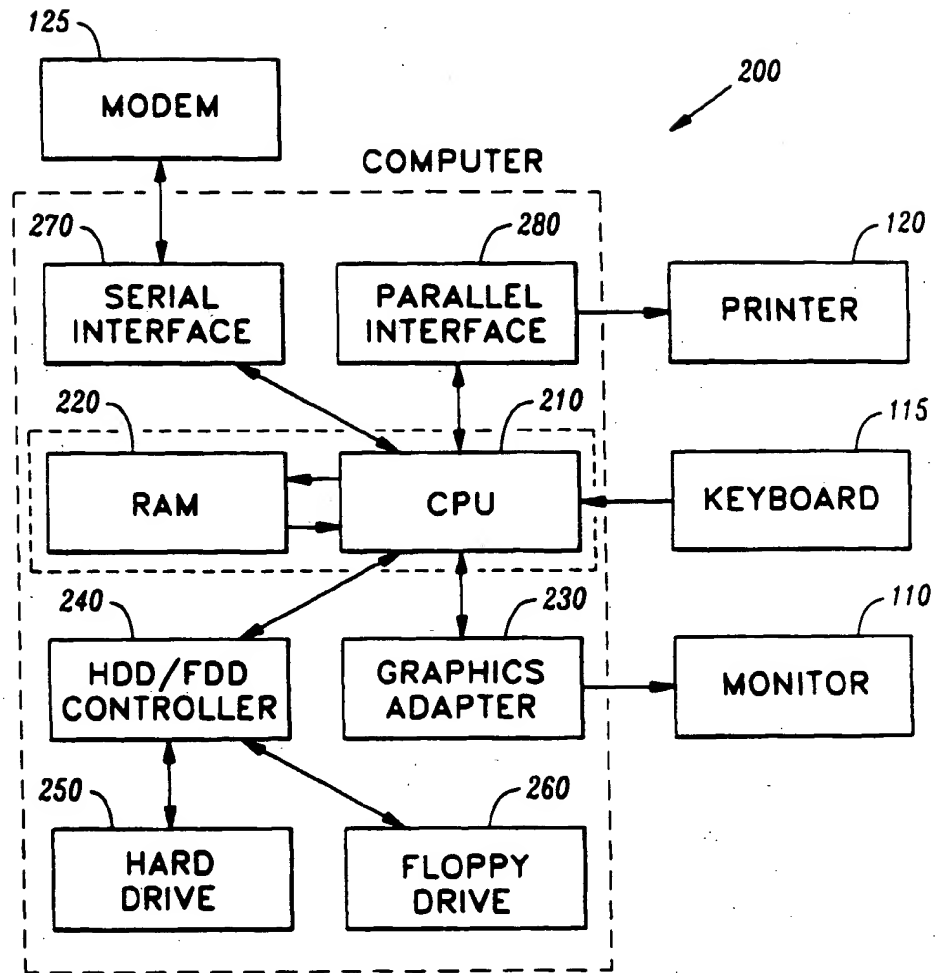 125
MODEM
200
COMPUTER
270
SERIAL
INTERFACE
280
PARALLEL
INTERFACE
120
PRINTER
220
RAM
210
CPU
115
KEYBOARD
240
HDD/FDD
CONTROLLER
230
GRAPHICS
ADAPTER
110
MONITOR
250
HARD
DRIVE
260
FLOPPY
DRIVE